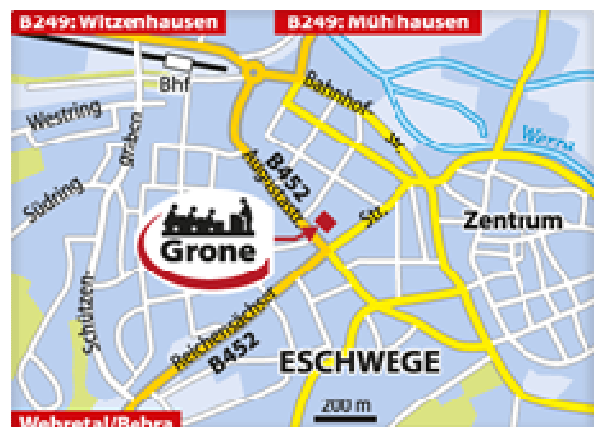 B249: Witzenhausen
B249: Mühlhausen
Bhf
Bahnhof-
str.
Westring
graben
Werra
B452
Augustastr.
Südring
Str.
Zentrum
Grone
Schützen-
Reichensächser
B452
ESCHWEGE
200 m
Wehretal/Bebra